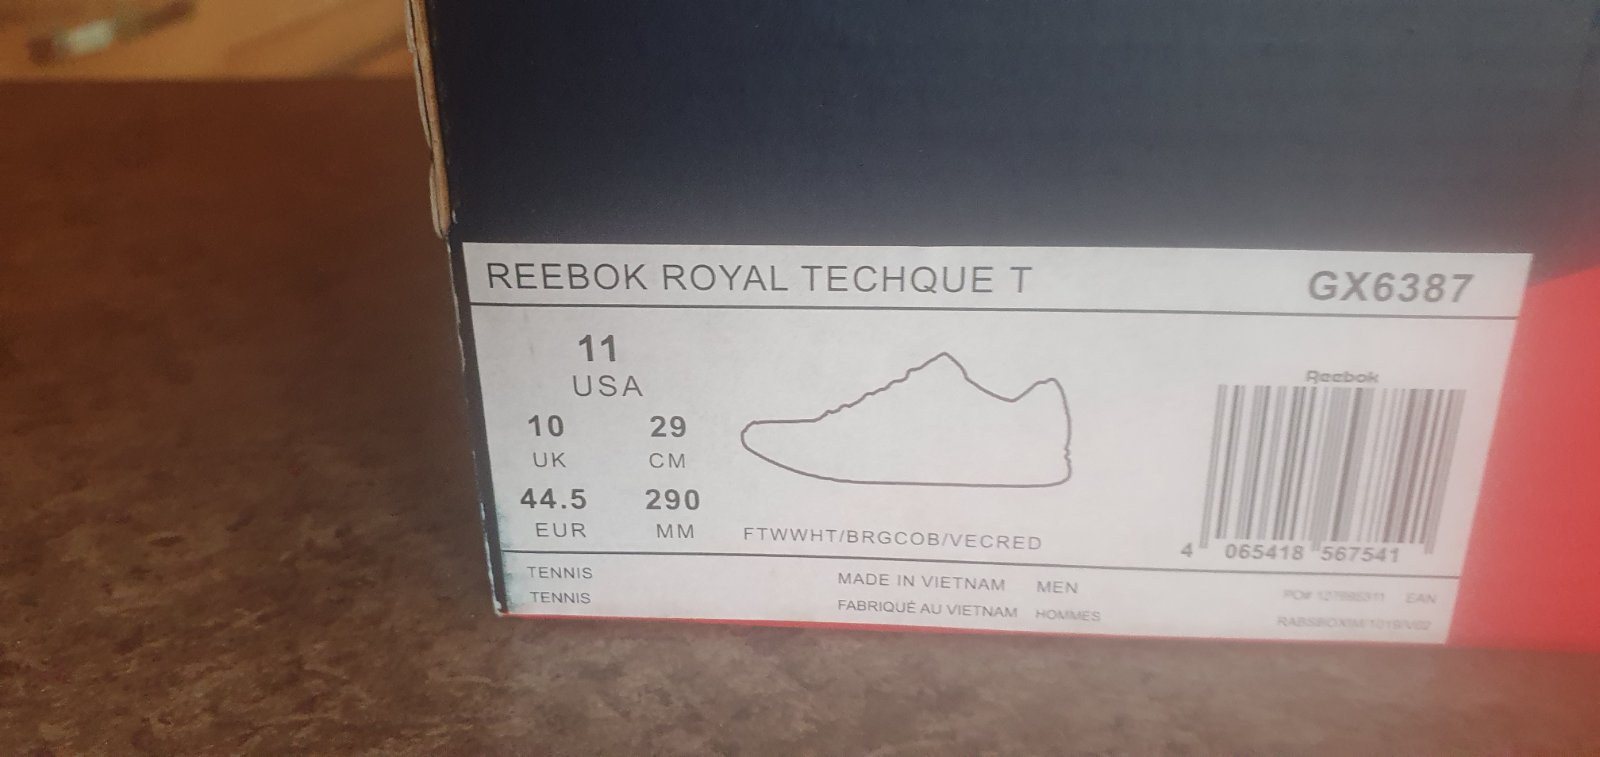 REEBOK ROYAL TECHQUE T GX6387
11
USA
10 29
UK CM
44.5 290
EUR MM
FTWWHT/BRGCOB/VECRED
Reebok
4 065418 567541
TENNIS MADE IN VIETNAM MEN
TENNIS FABRIQUÉ AU VIETNAM HOMMES
PO# EAN